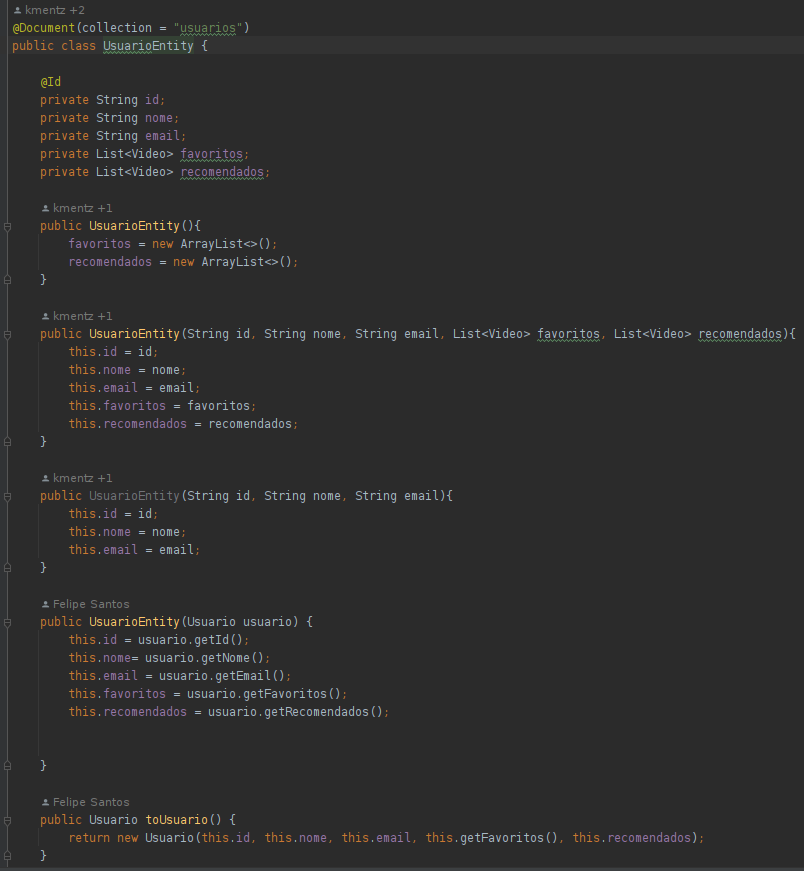 kmentz +2
@Document(collection = "usuarios")
public class UsuarioEntity {
@Id
private String id;
private String nome;
private String email;
private List<Video> favoritos;
private List<Video> recomendados;
kmentz +1
public UsuarioEntity(){
favoritos = new ArrayList<>();
recomendados = new ArrayList<>();
}
kmentz +1
public UsuarioEntity(String id, String nome, String email, List<Video> favoritos, List<Video> recomendados){
this.id = id;
this.nome = nome;
this.email = email;
this.favoritos = favoritos;
this.recomendados = recomendados;
}
kmentz +1
public UsuarioEntity(String id, String nome, String email){
this.id = id;
this.nome = nome;
this.email = email;
}
Felipe Santos
public UsuarioEntity(Usuario usuario) {
this.id = usuario.getId();
this.nome= usuario.getNome();
this.email = usuario.getEmail();
this.favoritos = usuario.getFavoritos();
this.recomendados = usuario.getRecomendados();
}
Felipe Santos
public Usuario toUsuario() {
return new Usuario(this.id, this.nome, this.email, this.getFavoritos(), this.recomendados);
}